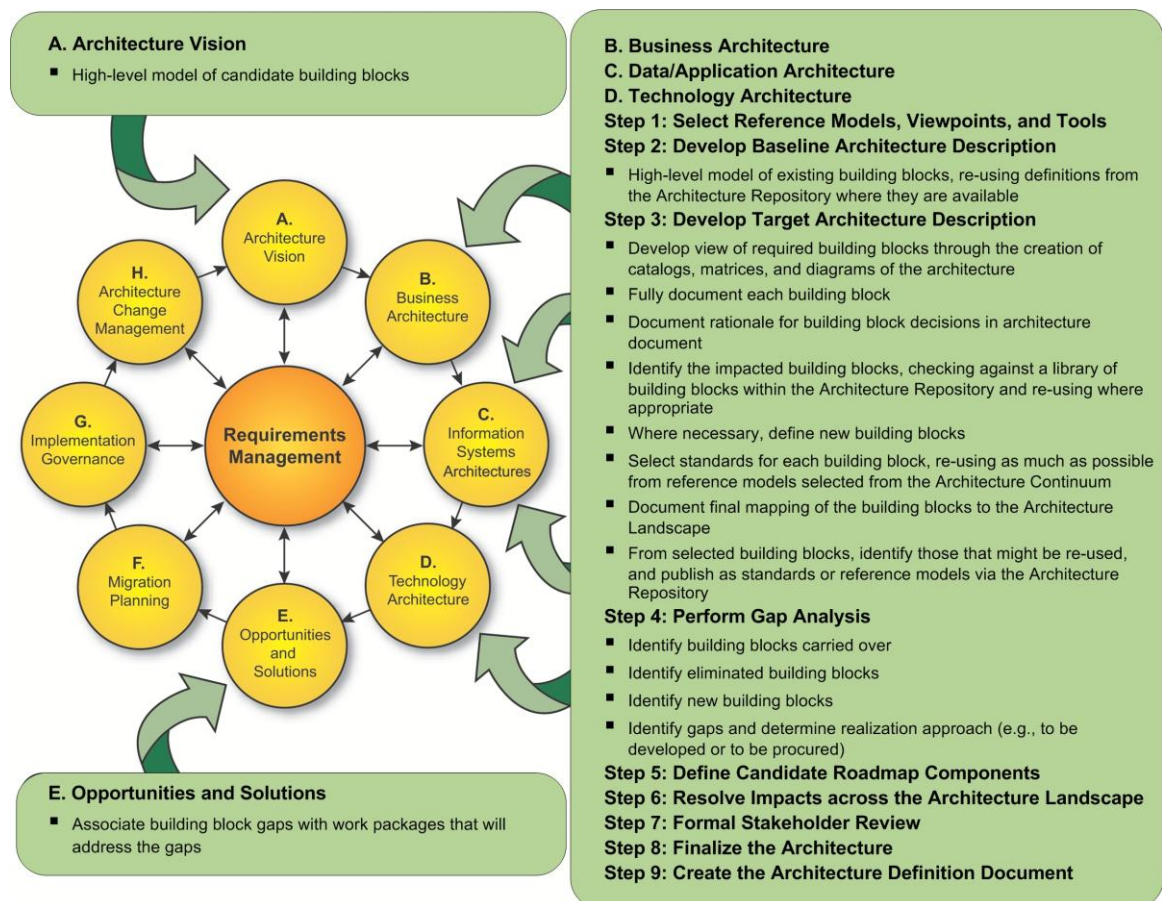 A. Architecture Vision
▪ High-level model of candidate building blocks
A.
Architecture
Vision
B.
Business
Architecture
C.
Information
Systems
Architectures
D.
Technology
Architecture
E.
Opportunities
and
Solutions
F.
Migration
Planning
G.
Implementation
Governance
H.
Architecture
Change
Management
Requirements
Management
E. Opportunities and Solutions
▪ Associate building block gaps with work packages that will
address the gaps
B. Business Architecture
C. Data/Application Architecture
D. Technology Architecture
Step 1: Select Reference Models, Viewpoints, and Tools
Step 2: Develop Baseline Architecture Description
▪ High-level model of existing building blocks, re-using definitions from
the Architecture Repository where they are available
Step 3: Develop Target Architecture Description
▪ Develop view of required building blocks through the creation of
catalogs, matrices, and diagrams of the architecture
▪ Fully document each building block
▪ Document rationale for building block decisions in architecture
document
▪ Identify the impacted building blocks, checking against a library of
building blocks within the Architecture Repository and re-using where
appropriate
▪ Where necessary, define new building blocks
▪ Select standards for each building block, re-using as much as possible
from reference models selected from the Architecture Continuum
▪ Document final mapping of the building blocks to the Architecture
Landscape
▪ From selected building blocks, identify those that might be re-used,
and publish as standards or reference models via the Architecture
Repository
Step 4: Perform Gap Analysis
▪ Identify building blocks carried over
▪ Identify eliminated building blocks
▪ Identify new building blocks
▪ Identify gaps and determine realization approach (e.g., to be
developed or to be procured)
Step 5: Define Candidate Roadmap Components
Step 6: Resolve Impacts across the Architecture Landscape
Step 7: Formal Stakeholder Review
Step 8: Finalize the Architecture
Step 9: Create the Architecture Definition Document